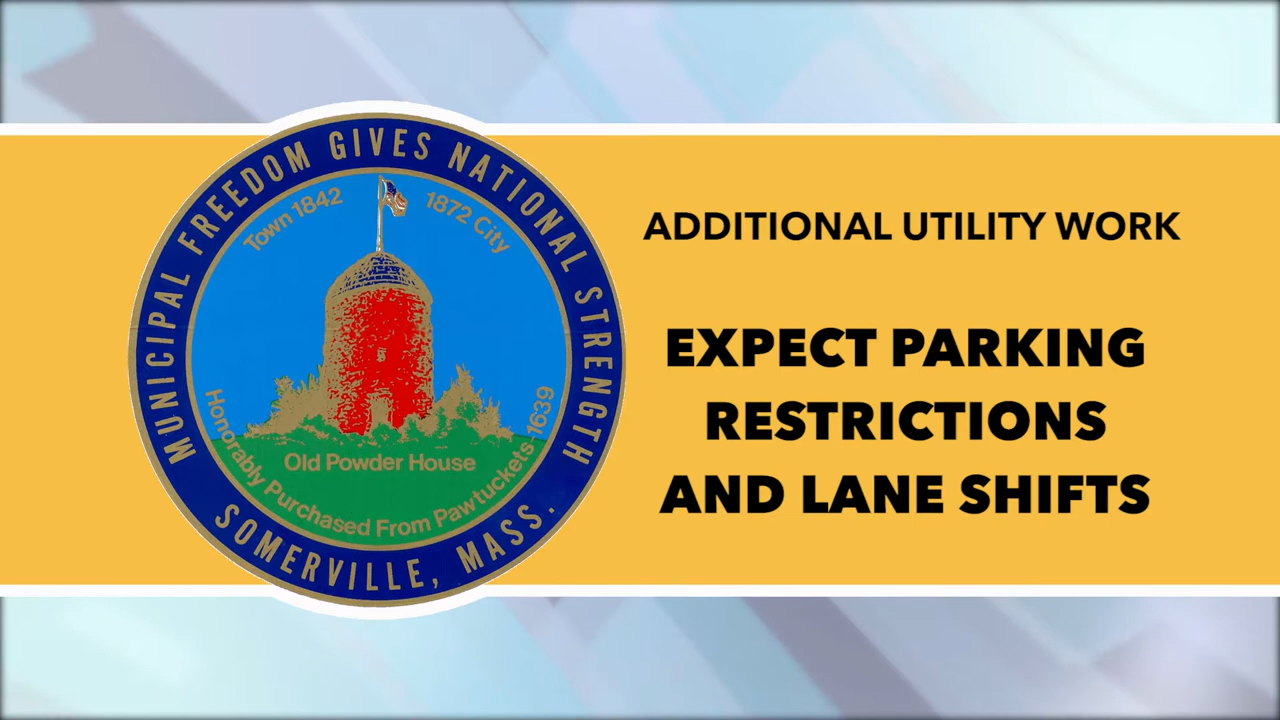 MUNICIPAL FREEDOM GIVES NATIONAL STRENGTH
Town 1842
1872 City
Old Powder House
Honorably Purchased From Pawtuckets 1639
SOMERVILLE, MASS.
ADDITIONAL UTILITY WORK
EXPECT PARKING
RESTRICTIONS
AND LANE SHIFTS